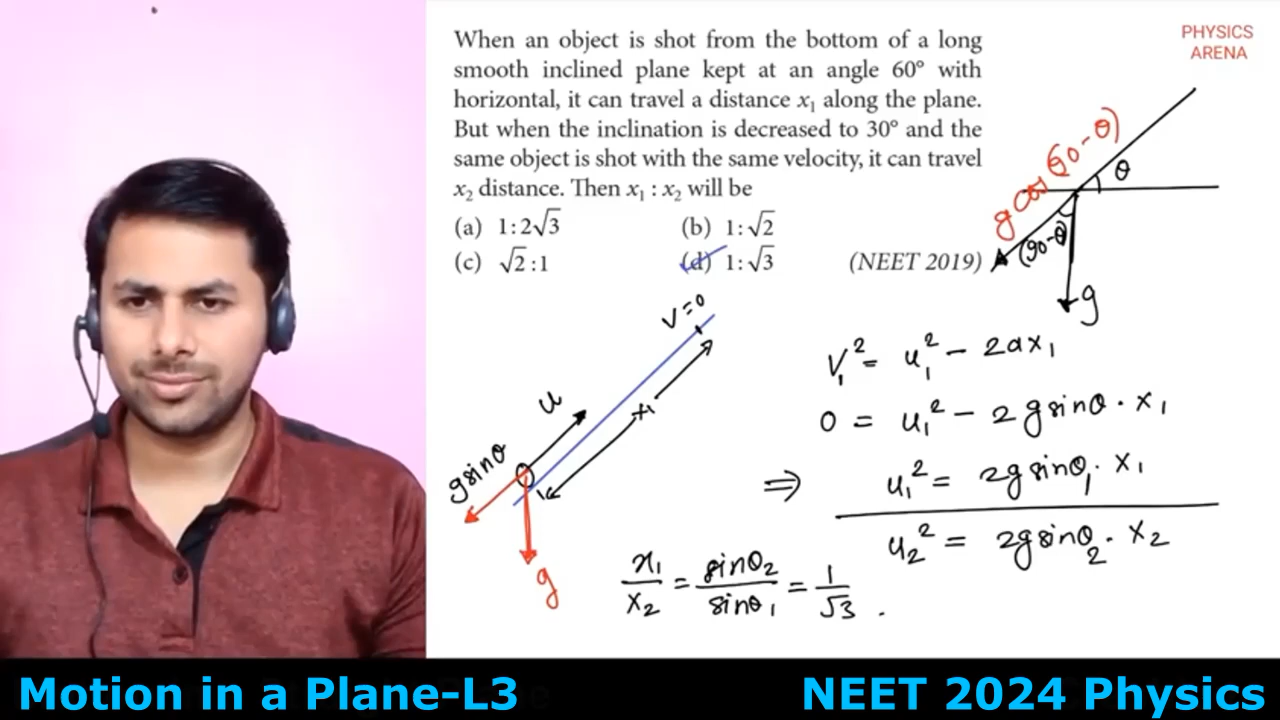 PHYSICS
ARENA
When an object is shot from the bottom of a long
smooth inclined plane kept at an angle 60° with
horizontal, it can travel a distance x₁ along the plane.
But when the inclination is decreased to 30° and the
same object is shot with the same velocity, it can travel
x₂ distance. Then x₁ : x₂ will be
(a) 1:2√3 (b) 1:√2
(c) √2:1 (d) 1:√3 (NEET 2019)
g cos(90-θ)
θ
(90-θ)
g
v=0
u
x₁
g sinθ
g
V₁² = u₁² - 2ax₁
0 = u₁² - 2g sinθ · x₁
⇒ u₁² = 2g sinθ₁ · x₁
u₂² = 2g sinθ₂ · x₂
x₁/x₂ = sinθ₂/sinθ₁ = 1/√3 .
Motion in a Plane-L3 e
NEET 2024 Physics